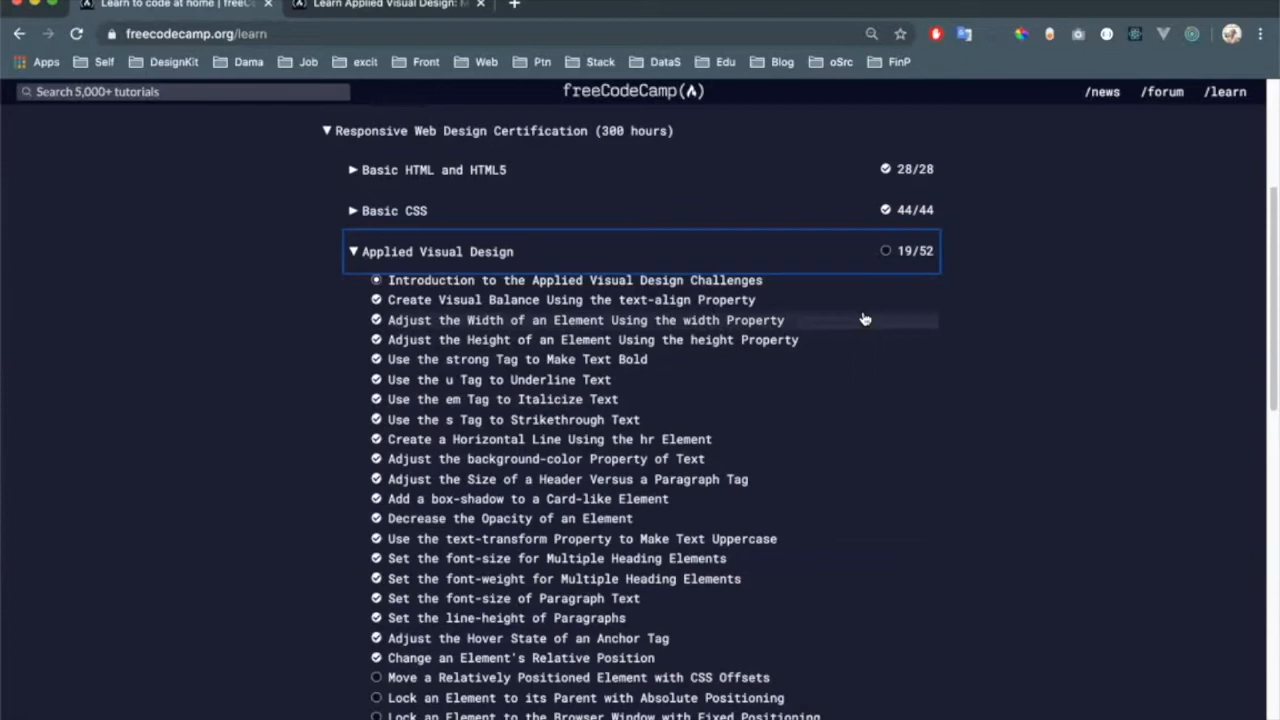 Learn to code at home | freeC
Learn Applied Visual Design: M
freecodecamp.org/learn
Apps Self DesignKit Dama Job excit Front Web Ptn Stack DataS Edu Blog oSrc FinP
Search 5,000+ tutorials freeCodeCamp /news /forum /learn
Responsive Web Design Certification (300 hours)
Basic HTML and HTML5 28/28
Basic CSS 44/44
Applied Visual Design 19/52
Introduction to the Applied Visual Design Challenges
Create Visual Balance Using the text-align Property
Adjust the Width of an Element Using the width Property
Adjust the Height of an Element Using the height Property
Use the strong Tag to Make Text Bold
Use the u Tag to Underline Text
Use the em Tag to Italicize Text
Use the s Tag to Strikethrough Text
Create a Horizontal Line Using the hr Element
Adjust the background-color Property of Text
Adjust the Size of a Header Versus a Paragraph Tag
Add a box-shadow to a Card-like Element
Decrease the Opacity of an Element
Use the text-transform Property to Make Text Uppercase
Set the font-size for Multiple Heading Elements
Set the font-weight for Multiple Heading Elements
Set the font-size of Paragraph Text
Set the line-height of Paragraphs
Adjust the Hover State of an Anchor Tag
Change an Element's Relative Position
Move a Relatively Positioned Element with CSS Offsets
Lock an Element to its Parent with Absolute Positioning
Lock an Element to the Browser Window with Fixed Positioning